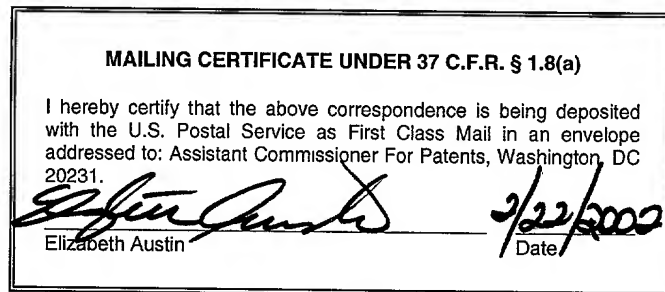 MAILING CERTIFICATE UNDER 37 C.F.R. § 1.8(a)
I hereby certify that the above correspondence is being deposited
with the U.S. Postal Service as First Class Mail in an envelope
addressed to: Assistant Commissioner For Patents, Washington, DC
20231.
2/22/2002
Elizabeth Austin Date